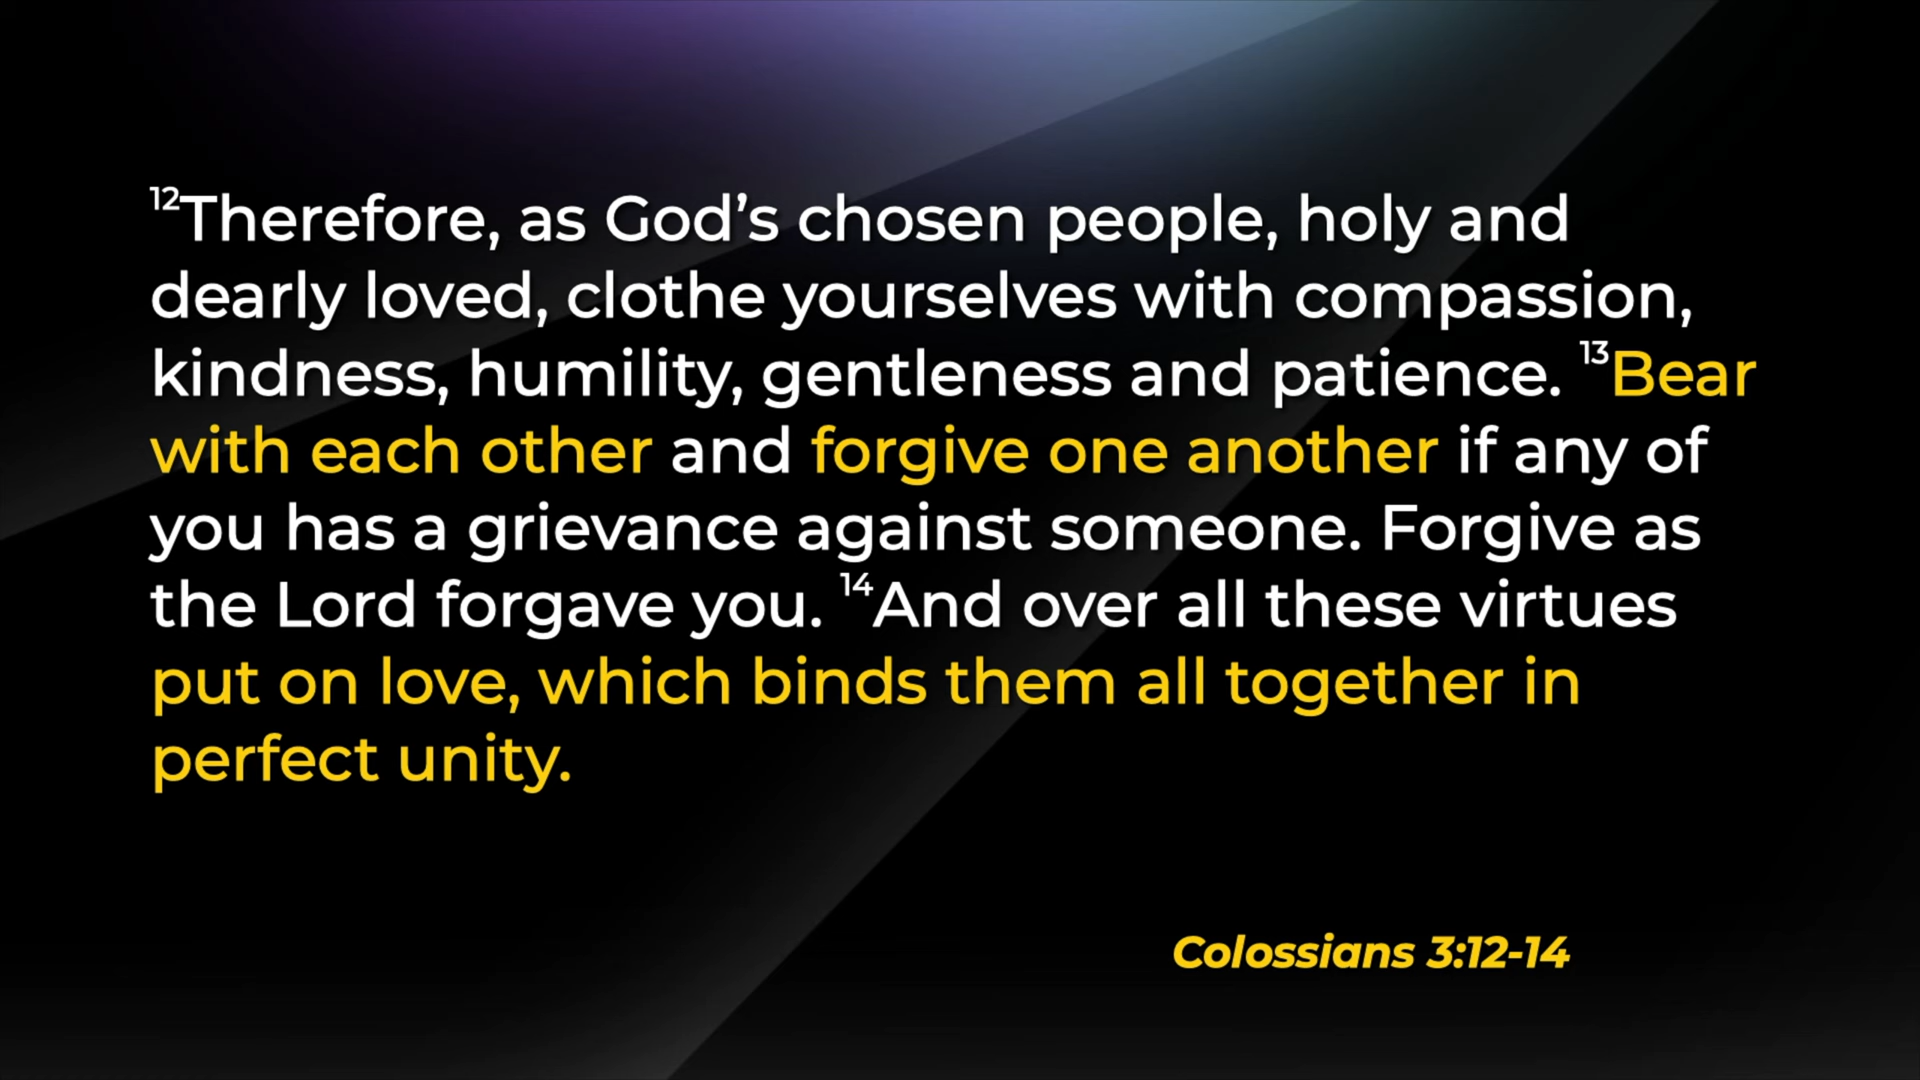 ¹²Therefore, as God’s chosen people, holy and
dearly loved, clothe yourselves with compassion,
kindness, humility, gentleness and patience. ¹³Bear
with each other and forgive one another if any of
you has a grievance against someone. Forgive as
the Lord forgave you. ¹⁴And over all these virtues
put on love, which binds them all together in
perfect unity.
Colossians 3:12-14